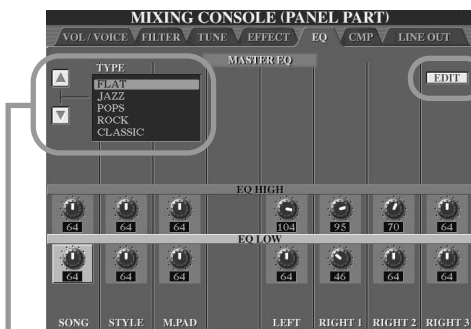 MIXING CONSOLE (PANEL PART)
VOL / VOICE FILTER TUNE EFFECT EQ CMP LINE OUT
MASTER EQ
TYPE
FLAT
JAZZ
POPS
ROCK
CLASSIC
EDIT
EQ HIGH
64 64 64 104 95 70 64
EQ LOW
64 64 64 64 46 64 64
SONG STYLE M.PAD LEFT RIGHT 1 RIGHT 2 RIGHT 3